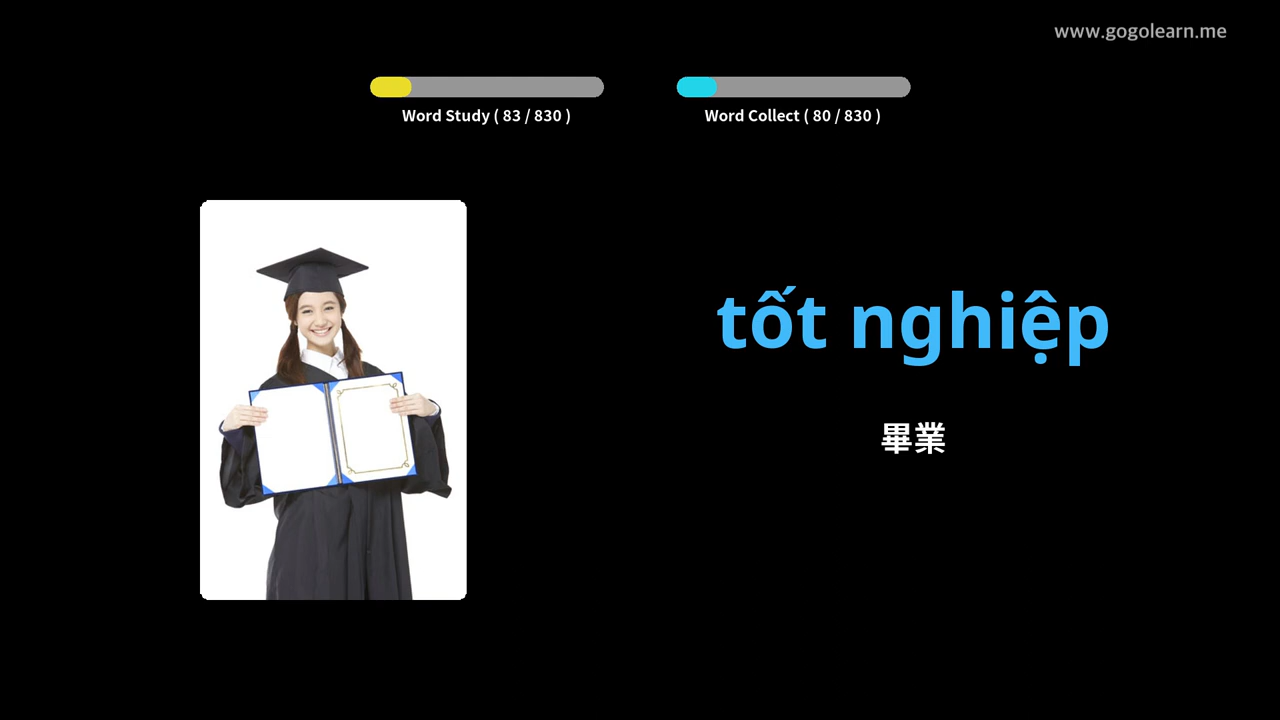 www.gogolearn.me
Word Study ( 83 / 830 )
Word Collect ( 80 / 830 )
tốt nghiệp
畢業